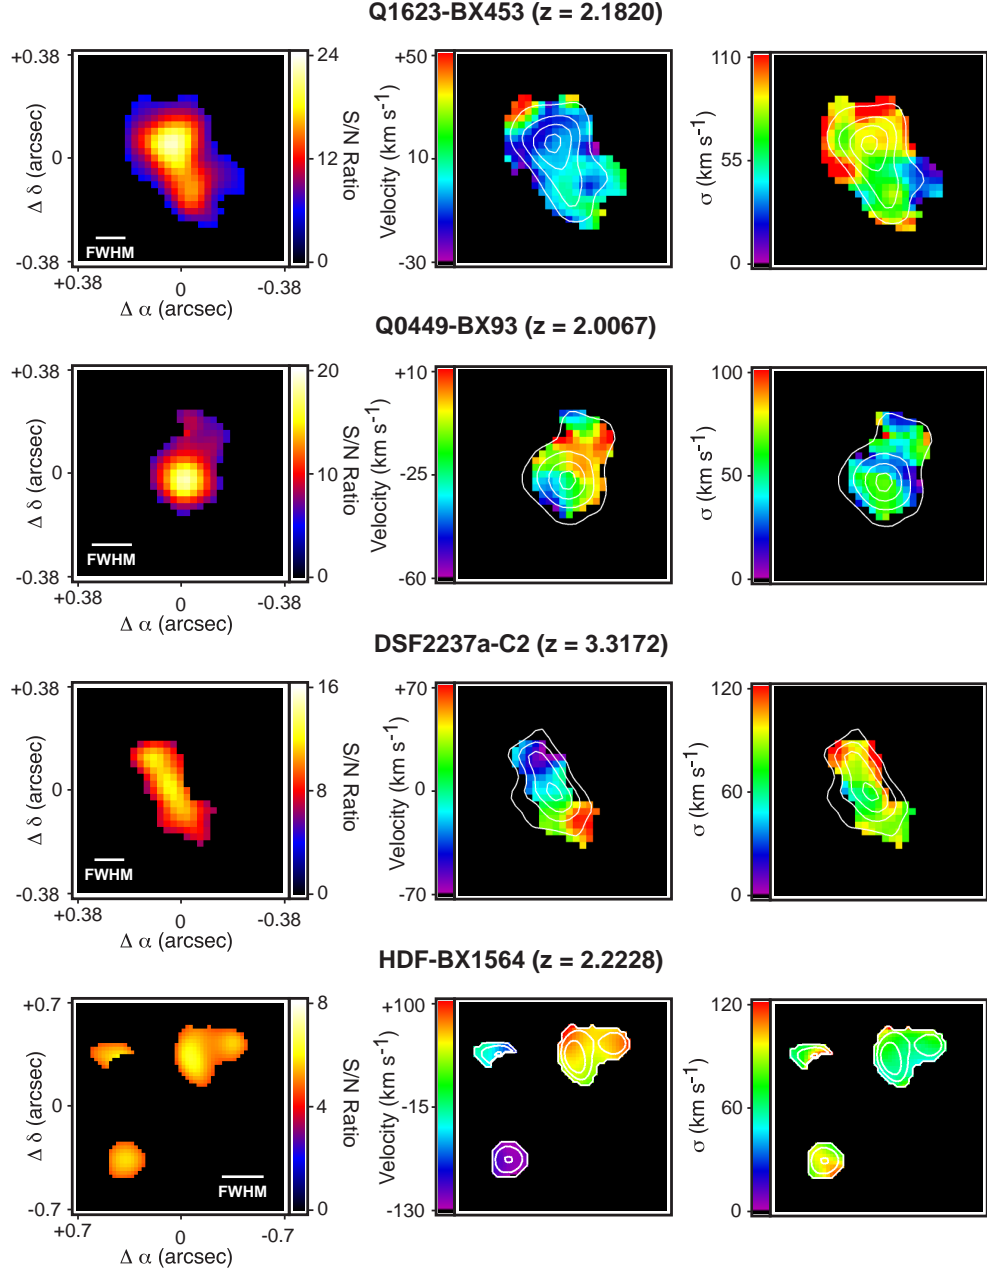 Q1623-BX453 (z = 2.1820)
+0.38
0
-0.38
Δ δ (arcsec)
FWHM
+0.38
0
-0.38
Δ α (arcsec)
24
12
0
S/N Ratio
+50
10
-30
Velocity (km s-1)
110
55
0
σ (km s-1)
Q0449-BX93 (z = 2.0067)
+0.38
0
-0.38
Δ δ (arcsec)
FWHM
+0.38
0
-0.38
Δ α (arcsec)
20
10
0
S/N Ratio
+10
-25
-60
Velocity (km s-1)
100
50
0
σ (km s-1)
DSF2237a-C2 (z = 3.3172)
+0.38
0
-0.38
Δ δ (arcsec)
FWHM
+0.38
0
-0.38
Δ α (arcsec)
16
8
0
S/N Ratio
+70
0
-70
Velocity (km s-1)
120
60
0
σ (km s-1)
HDF-BX1564 (z = 2.2228)
+0.7
0
-0.7
Δ δ (arcsec)
FWHM
+0.7
0
-0.7
Δ α (arcsec)
8
4
0
S/N Ratio
+100
-15
-130
Velocity (km s-1)
120
60
0
σ (km s-1)